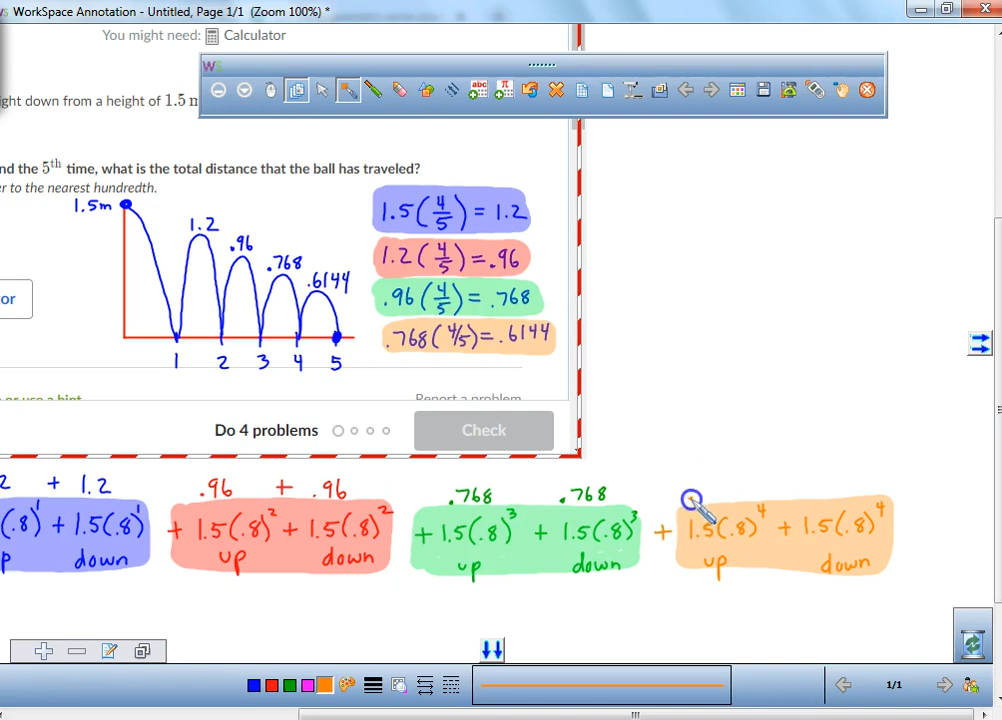 WorkSpace Annotation - Untitled, Page 1/1 (Zoom 100%) *
You might need: Calculator
WS
abc
π
ght down from a height of 1.5 m
nd the 5th time, what is the total distance that the ball has traveled?
er to the nearest hundredth.
1.5m
1.2
.96
.768
.6144
1 2 3 4 5
1.5(4/5) = 1.2
1.2(4/5) = .96
.96(4/5) = .768
.768(4/5) = .6144
or
or use a hint
Report a problem
Do 4 problems
Check
2 + 1.2 .96 + .96 .768 .768
(.8)¹ + 1.5(.8)¹ + 1.5(.8)² + 1.5(.8)² + 1.5(.8)³ + 1.5(.8)³ + 1.5(.8)⁴ + 1.5(.8)⁴
p down up down up down up down
1/1